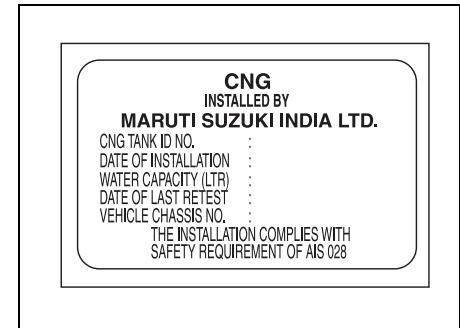 CNG
INSTALLED BY
MARUTI SUZUKI INDIA LTD.
CNG TANK ID NO. :
DATE OF INSTALLATION :
WATER CAPACITY (LTR) :
DATE OF LAST RETEST :
VEHICLE CHASSIS NO. :
THE INSTALLATION COMPLIES WITH
SAFETY REQUIREMENT OF AIS 028